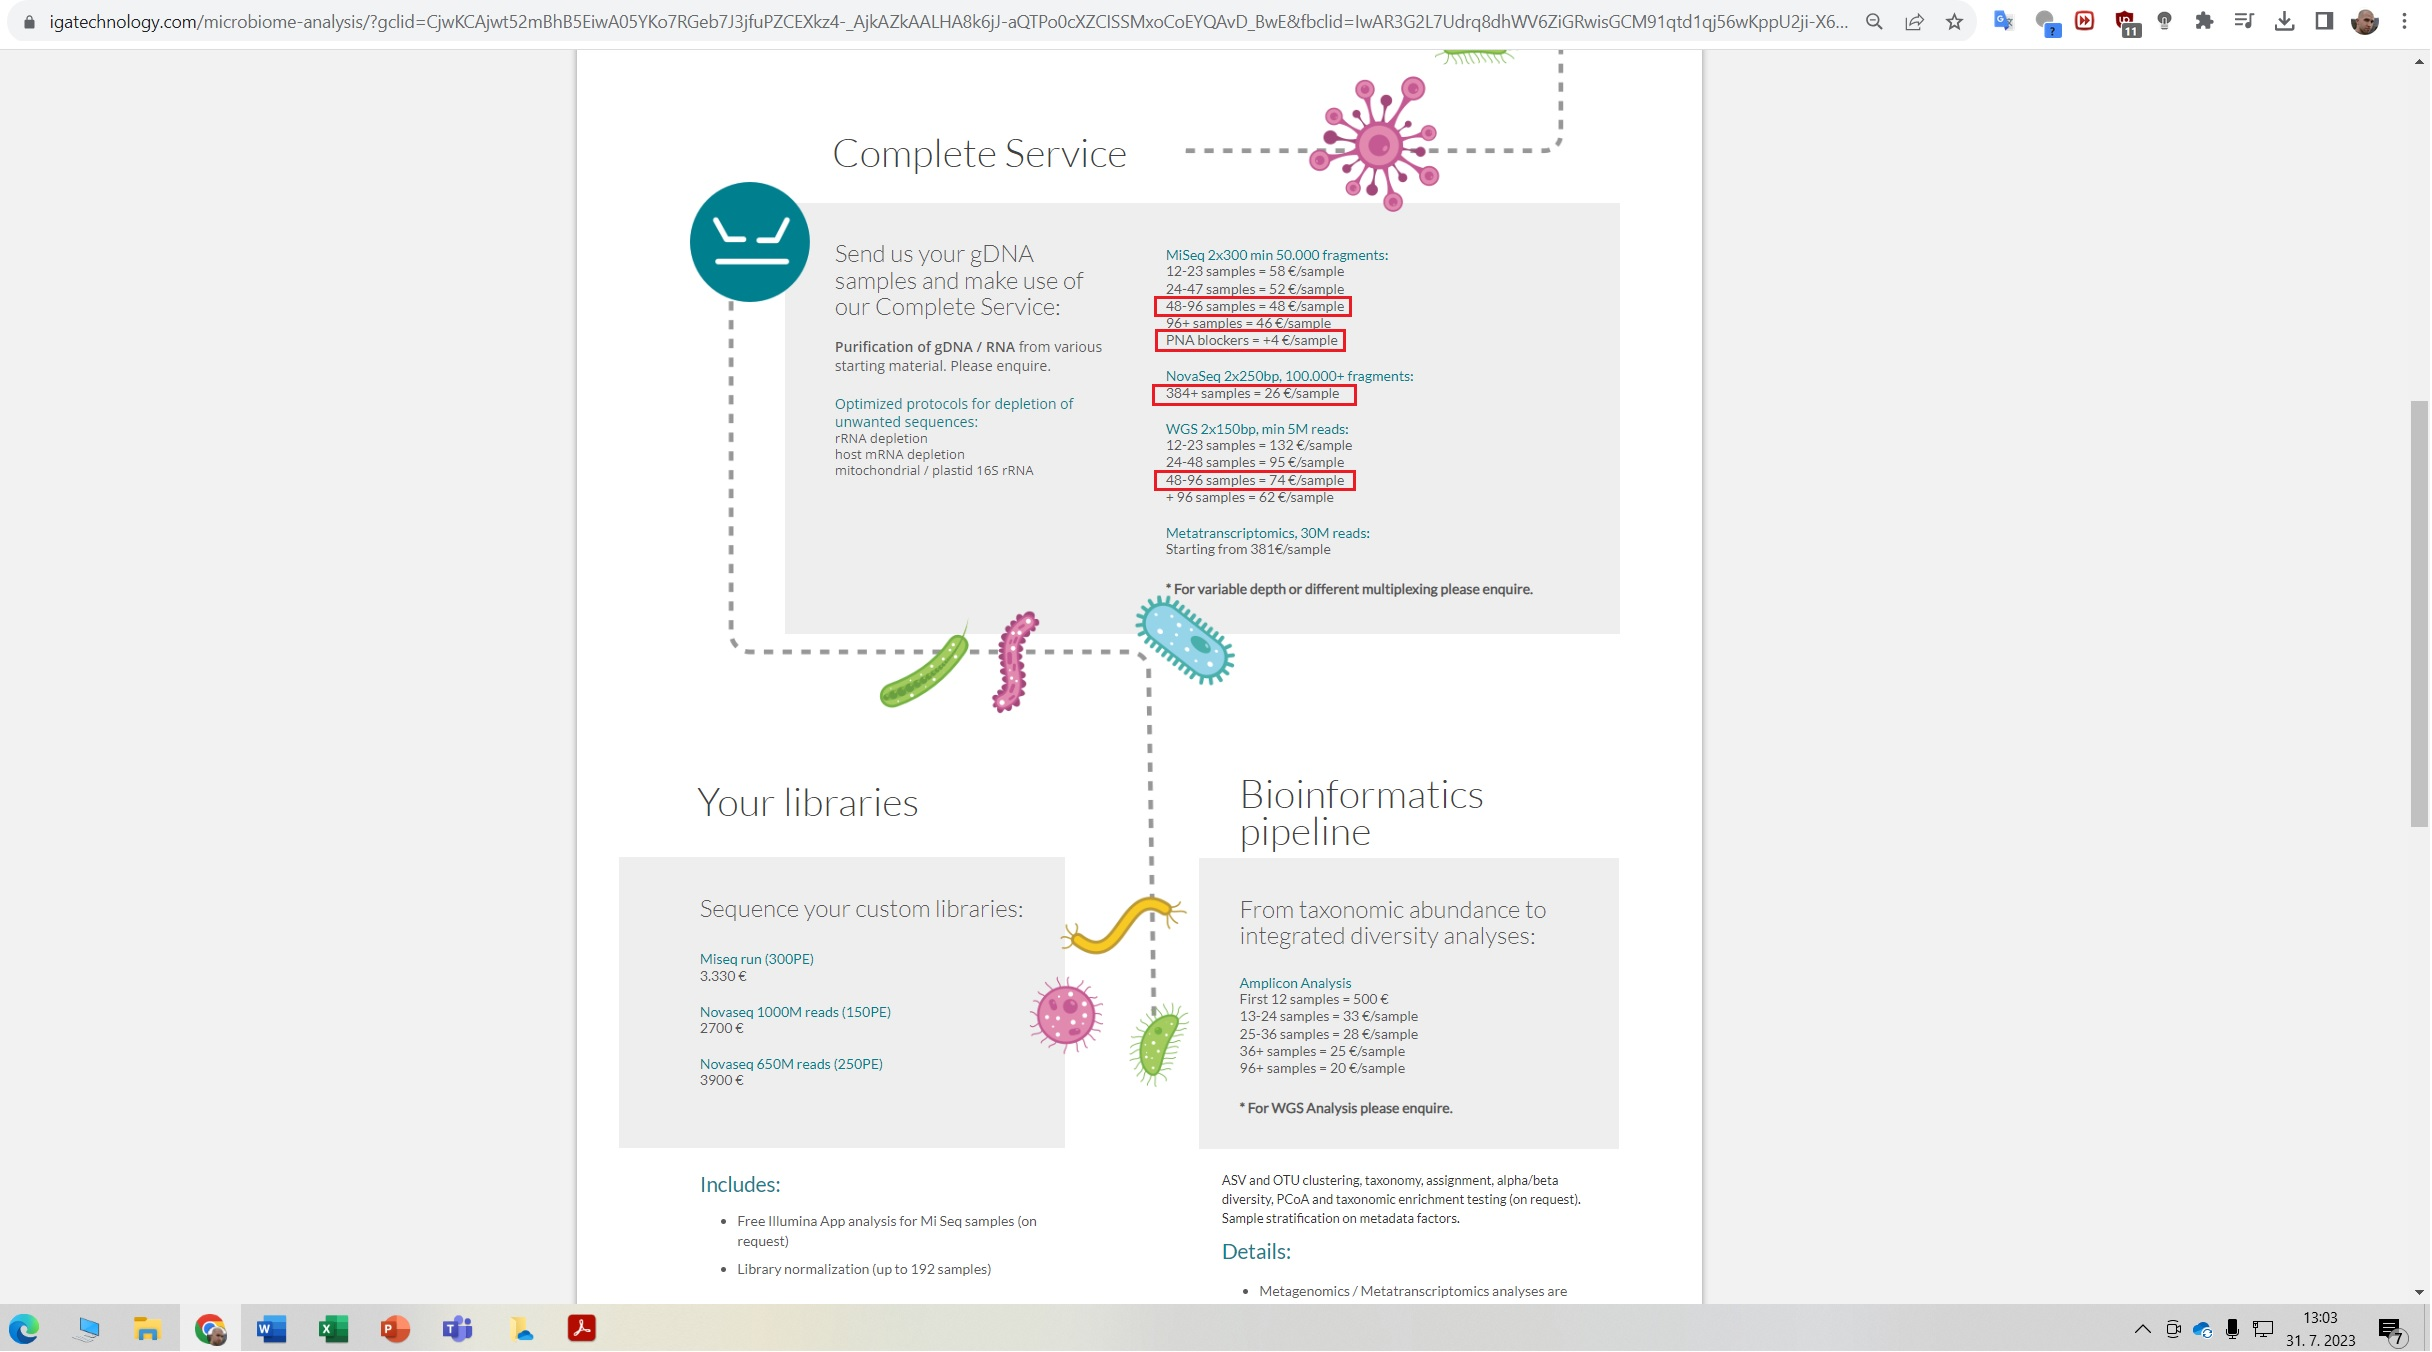 igatechnology.com/microbiome-analysis/?gclid=CjwKCAjwt52mBhB5EiwA05YKo7RGeb7J3jfuPZCEXkz4-_AjkAZkAALHA8k6jJ-aQTPo0cXZCISSMxoCoEYQAvD_BwE&fbclid=IwAR3G2L7Udrq8dhWV6ZiGRwisGCM91qtd1qj56wKppU2ji-X6...
?
11
Complete Service
Send us your gDNA
samples and make use of
our Complete Service:
Purification of gDNA / RNA from various
starting material. Please enquire.
Optimized protocols for depletion of
unwanted sequences:
rRNA depletion
host mRNA depletion
mitochondrial / plastid 16S rRNA
MiSeq 2x300 min 50.000 fragments:
12-23 samples = 58 €/sample
24-47 samples = 52 €/sample
48-96 samples = 48 €/sample
96+ samples = 46 €/sample
PNA blockers = +4 €/sample
NovaSeq 2x250bp, 100.000+ fragments:
384+ samples = 26 €/sample
WGS 2x150bp, min 5M reads:
12-23 samples = 132 €/sample
24-48 samples = 95 €/sample
48-96 samples = 74 €/sample
+ 96 samples = 62 €/sample
Metatranscriptomics, 30M reads:
Starting from 381€/sample
* For variable depth or different multiplexing please enquire.
Your libraries
Sequence your custom libraries:
Miseq run (300PE)
3.330 €
Novaseq 1000M reads (150PE)
2700 €
Novaseq 650M reads (250PE)
3900 €
Includes:
• Free Illumina App analysis for Mi Seq samples (on
request)
• Library normalization (up to 192 samples)
Bioinformatics
pipeline
From taxonomic abundance to
integrated diversity analyses:
Amplicon Analysis
First 12 samples = 500 €
13-24 samples = 33 €/sample
25-36 samples = 28 €/sample
36+ samples = 25 €/sample
96+ samples = 20 €/sample
* For WGS Analysis please enquire.
ASV and OTU clustering, taxonomy, assignment, alpha/beta
diversity, PCoA and taxonomic enrichment testing (on request).
Sample stratification on metadata factors.
Details:
• Metagenomics / Metatranscriptomics analyses are
13:03
31. 7. 2023
7